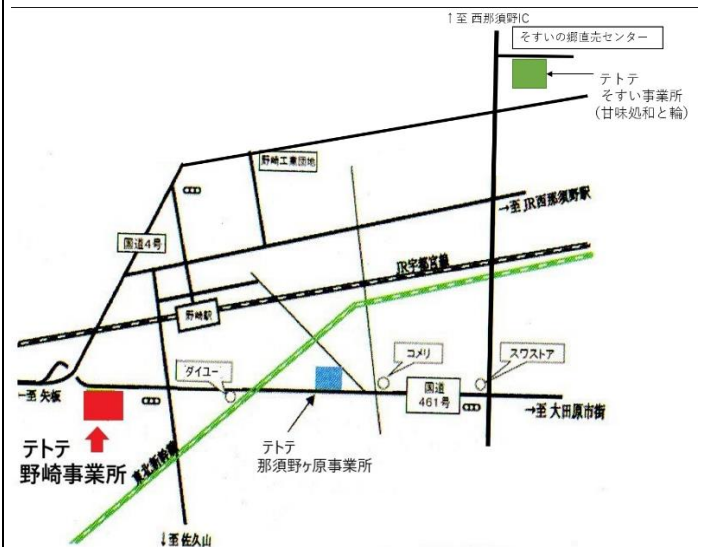 ↑至 西那須野IC
そすいの郷直売センター
テトテ
そすい事業所
(甘味処和と輪)
野崎工業団地
→至JR西那須野駅
国道4号
JR宇都宮線
野崎駅
コメリ
スワストア
ダイユー
国道
461号
←至 矢板
→至 大田原市街
テトテ
野崎事業所
テトテ
那須野ヶ原事業所
東北新幹線
↓至佐久山